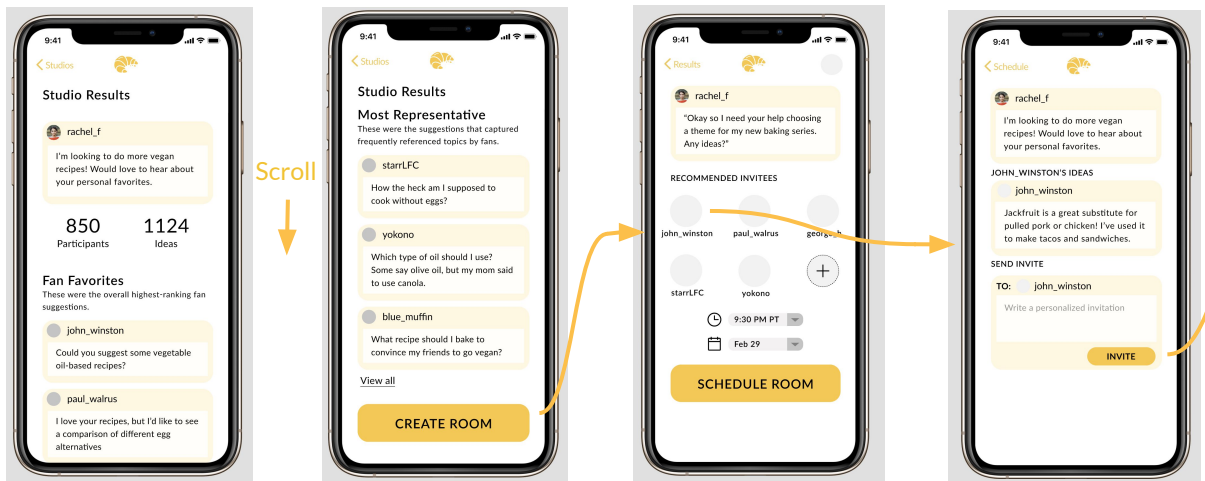 9:41
Studios
Studio Results
rachel_f
I'm looking to do more vegan
recipes! Would love to hear about
your personal favorites.
850
Participants
1124
Ideas
Fan Favorites
These were the overall highest-ranking fan
suggestions.
john_winston
Could you suggest some vegetable
oil-based recipes?
paul_walrus
I love your recipes, but I'd like to see
a comparison of different egg
alternatives
Scroll
9:41
Studios
Studio Results
Most Representative
These were the suggestions that captured
frequently referenced topics by fans.
starrLFC
How the heck am I supposed to
cook without eggs?
yokono
Which type of oil should I use?
Some say olive oil, but my mom said
to use canola.
blue_muffin
What recipe should I bake to
convince my friends to go vegan?
View all
CREATE ROOM
9:41
Results
rachel_f
"Okay so I need your help choosing
a theme for my new baking series.
Any ideas?"
RECOMMENDED INVITEES
john_winston
paul_walrus
starrLFC
yokono
+
9:30 PM PT
Feb 29
SCHEDULE ROOM
9:41
Schedule
rachel_f
I'm looking to do more vegan
recipes! Would love to hear about
your personal favorites.
JOHN_WINSTON'S IDEAS
john_winston
Jackfruit is a great substitute for
pulled pork or chicken! I've used it
to make tacos and sandwiches.
SEND INVITE
TO: john_winston
Write a personalized invitation
INVITE